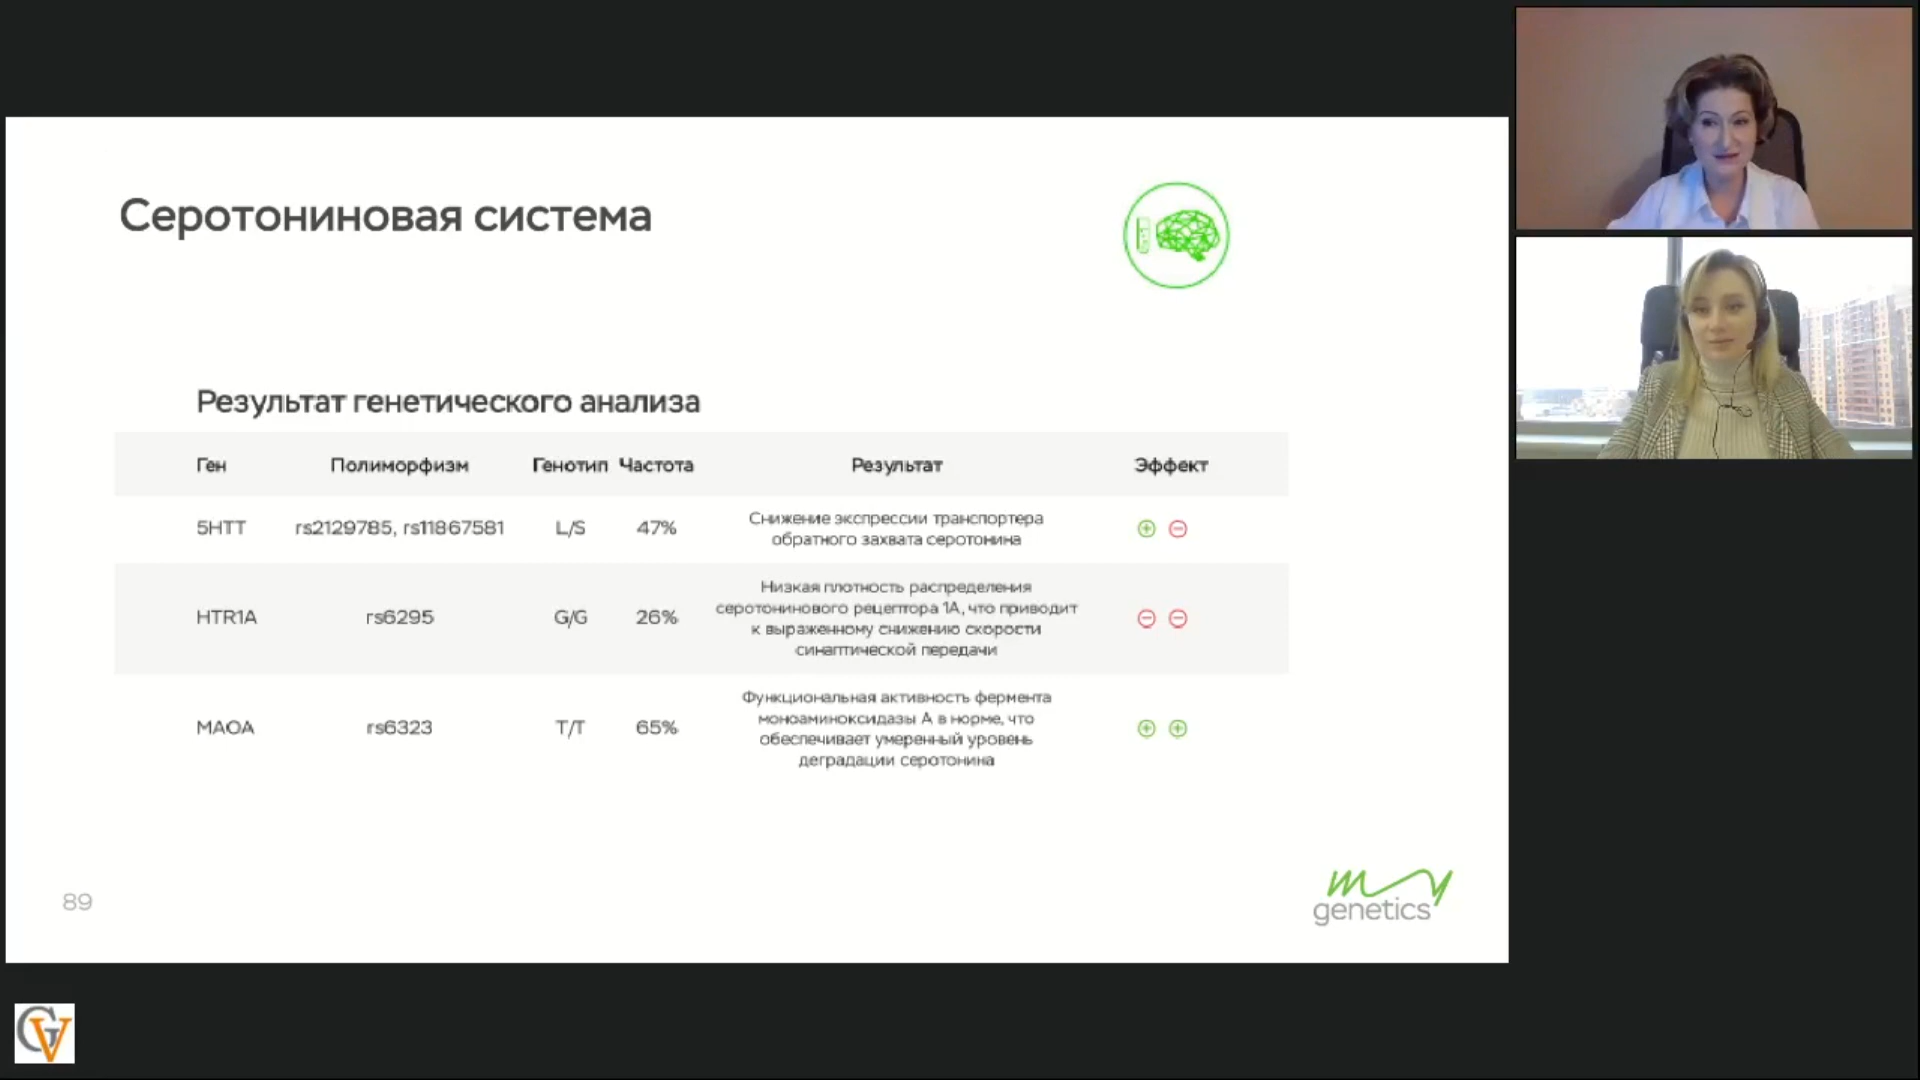 Серотониновая система
Результат генетического анализа
Ген Полиморфизм Генотип Частота Результат Эффект
5HTT rs2129785, rs11867581 L/S 47%
Снижение экспрессии транспортера
обратного захвата серотонина
HTR1A rs6295 G/G 26%
Низкая плотность распределения
серотонинового рецептора 1А, что приводит
к выраженному снижению скорости
синаптической передачи
MAOA rs6323 T/T 65%
Функциональная активность фермента
моноаминоксидазы А в норме, что
обеспечивает умеренный уровень
деградации серотонина
89
my
genetics
GV